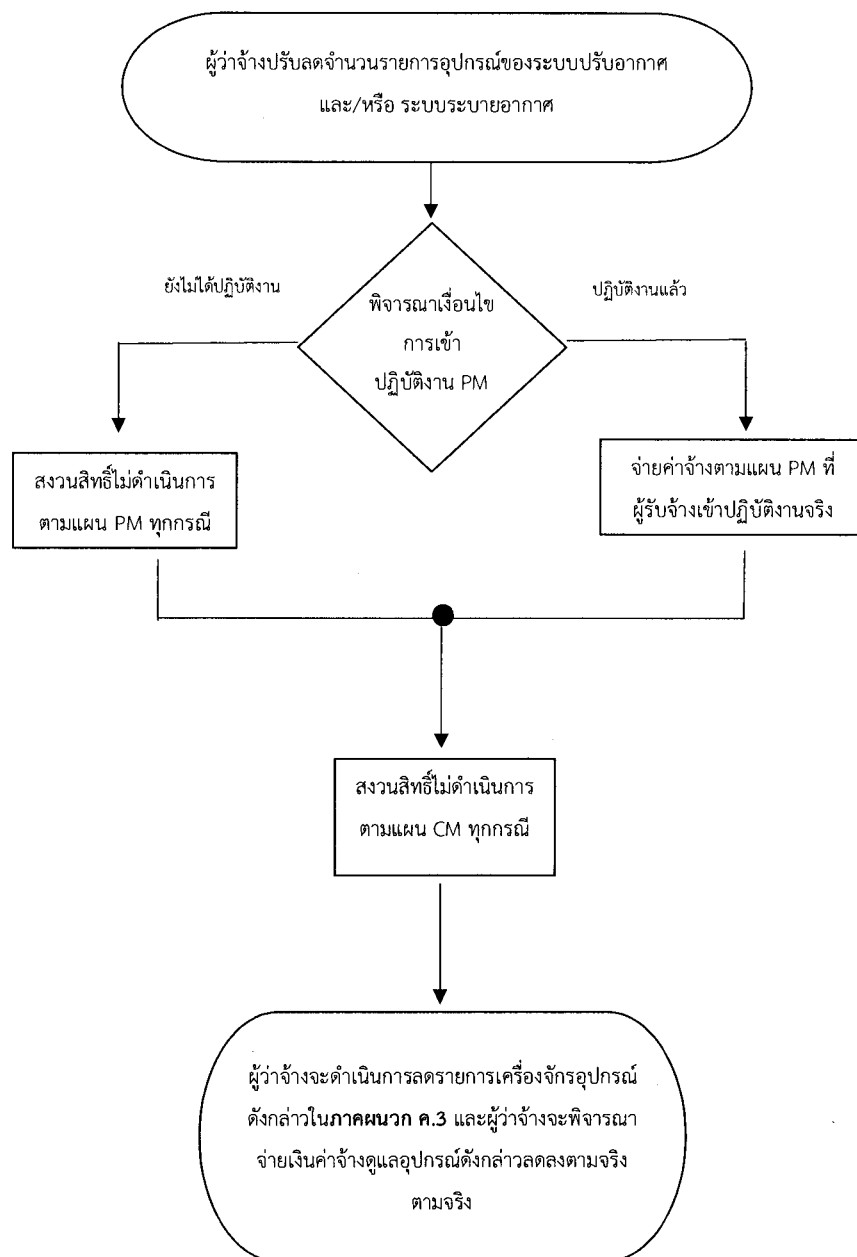 ผู้ว่าจ้างปรับลดจำนวนรายการอุปกรณ์ของระบบปรับอากาศ
และ/หรือ ระบบระบายอากาศ
ยังไม่ได้ปฏิบัติงาน
ปฏิบัติงานแล้ว
พิจารณาเงื่อนไข
การเข้า
ปฏิบัติงาน PM
สงวนสิทธิ์ไม่ดำเนินการ
ตามแผน PM ทุกกรณี
จ่ายค่าจ้างตามแผน PM ที่
ผู้รับจ้างเข้าปฏิบัติงานจริง
สงวนสิทธิ์ไม่ดำเนินการ
ตามแผน CM ทุกกรณี
ผู้ว่าจ้างจะดำเนินการลดรายการเครื่องจักรอุปกรณ์
ดังกล่าวในภาคผนวก ค.3 และผู้ว่าจ้างจะพิจารณา
จ่ายเงินค่าจ้างดูแลอุปกรณ์ดังกล่าวลดลงตามจริง
ตามจริง